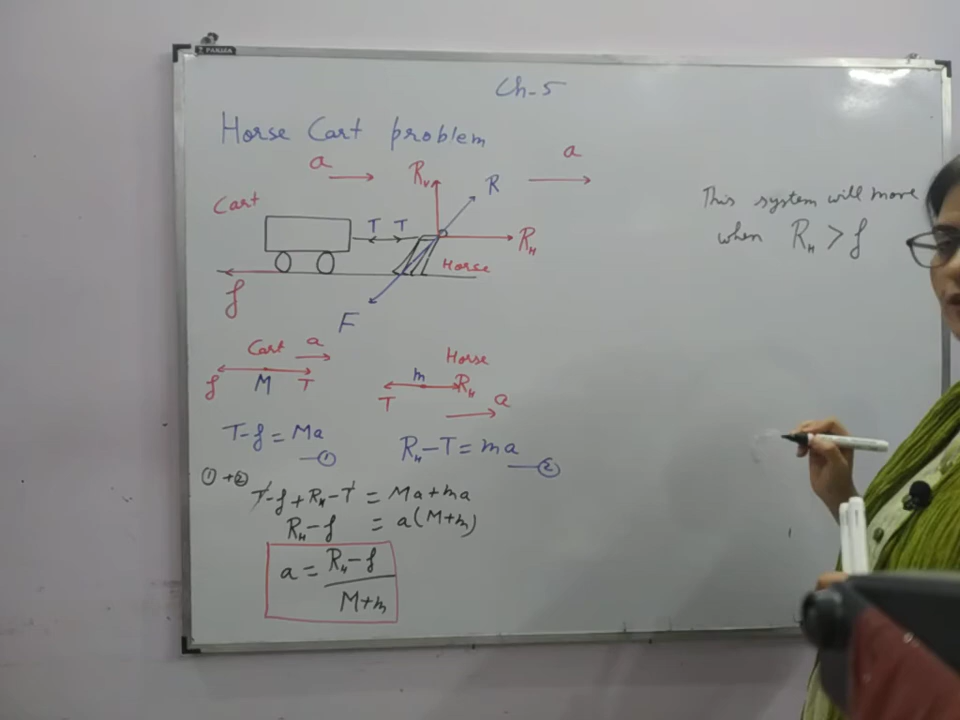 PARAGA
Ch-5
Horse Cart problem
a
a
Rv
R
Cart
T T
RH
Horse
f
F
This system will move
when RH > f
Cart a
f M T
Horse
m RH
T a
T-f = Ma
—①
RH-T = ma
—②
① + ②
T-f+RH-T = Ma+ma
RH-f = a(M+m)
a = RH-f
M+m